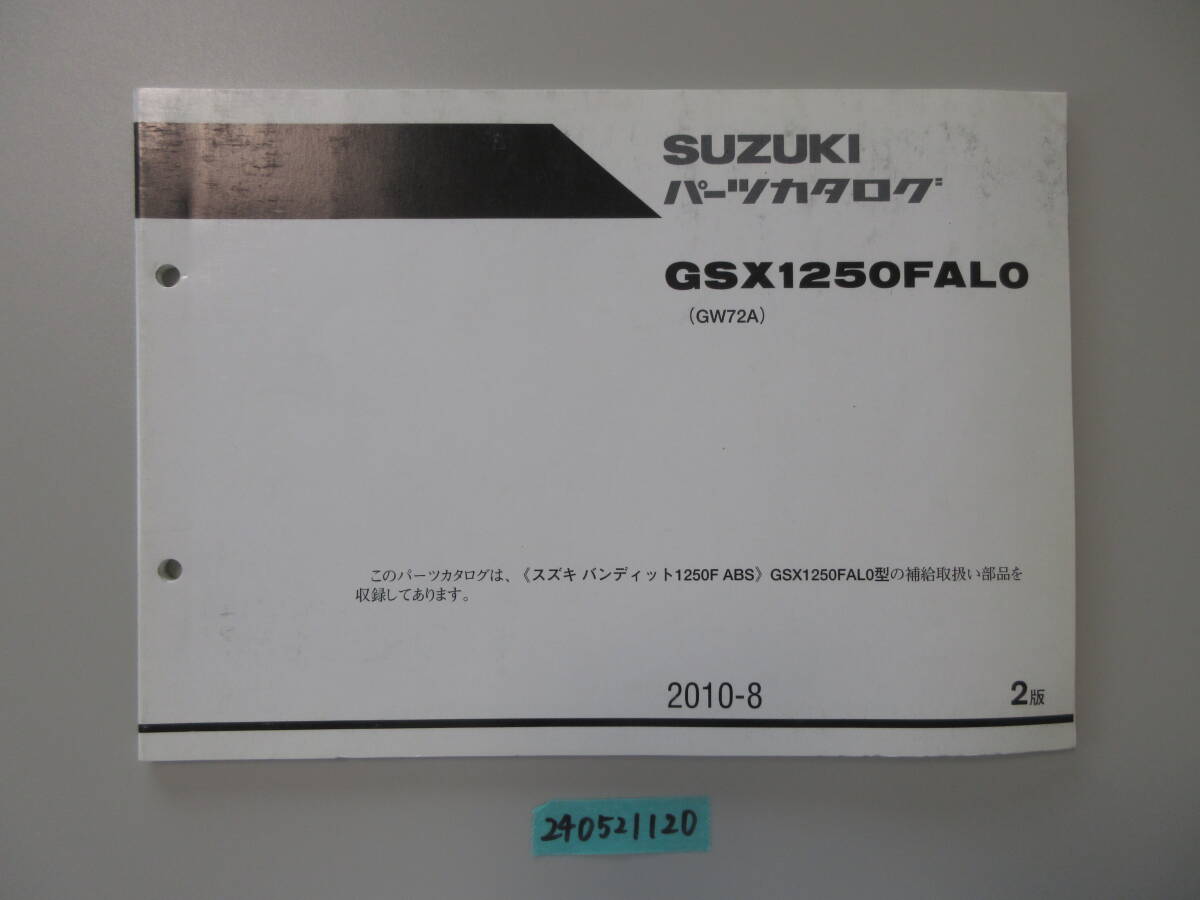 SUZUKI
パーツカタログ
GSX1250FAL0
（GW72A）
このパーツカタログは、《スズキ バンディット1250F ABS》GSX1250FAL0型の補給取扱い部品を
収録してあります。
2010-8
2版
240521120